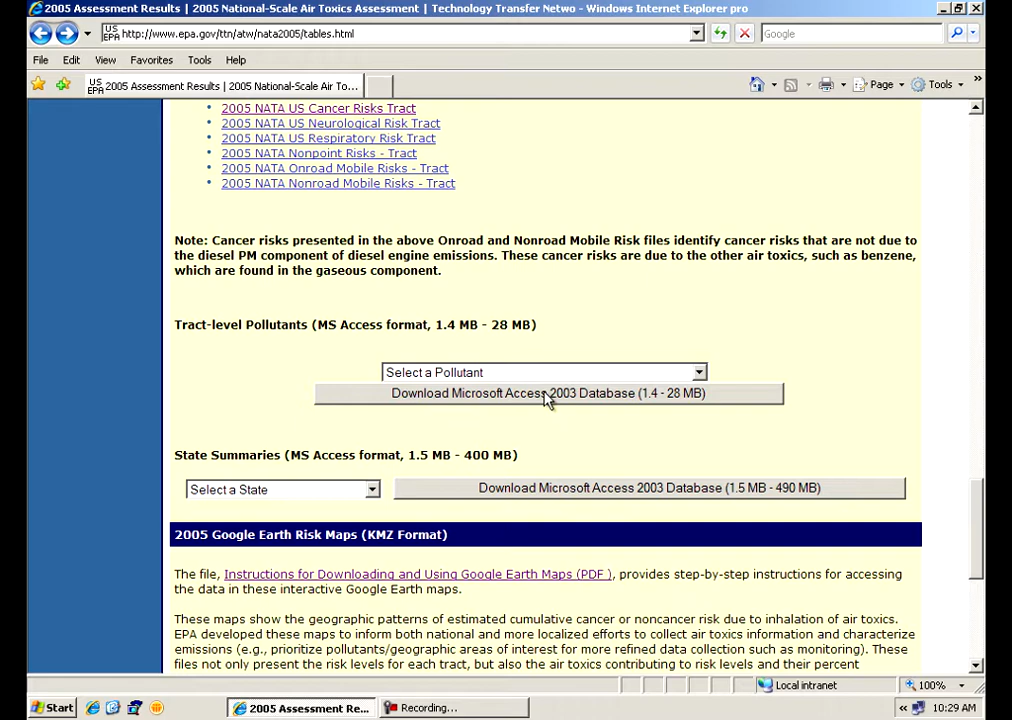 2005 Assessment Results | 2005 National-Scale Air Toxics Assessment | Technology Transfer Netwo - Windows Internet Explorer pro
US EPA http://www.epa.gov/ttn/atw/nata2005/tables.html
Google
File Edit View Favorites Tools Help
US EPA 2005 Assessment Results | 2005 National-Scale Air To...
Page Tools »
• 2005 NATA US Cancer Risks Tract
• 2005 NATA US Neurological Risk Tract
• 2005 NATA US Respiratory Risk Tract
• 2005 NATA Nonpoint Risks - Tract
• 2005 NATA Onroad Mobile Risks - Tract
• 2005 NATA Nonroad Mobile Risks - Tract
Note: Cancer risks presented in the above Onroad and Nonroad Mobile Risk files identify cancer risks that are not due to
the diesel PM component of diesel engine emissions. These cancer risks are due to the other air toxics, such as benzene,
which are found in the gaseous component.
Tract-level Pollutants (MS Access format, 1.4 MB - 28 MB)
Select a Pollutant
Download Microsoft Access 2003 Database (1.4 - 28 MB)
State Summaries (MS Access format, 1.5 MB - 400 MB)
Select a State
Download Microsoft Access 2003 Database (1.5 MB - 490 MB)
2005 Google Earth Risk Maps (KMZ Format)
The file, Instructions for Downloading and Using Google Earth Maps (PDF ), provides step-by-step instructions for accessing
the data in these interactive Google Earth maps.
These maps show the geographic patterns of estimated cumulative cancer or noncancer risk due to inhalation of air toxics.
EPA developed these maps to inform both national and more localized efforts to collect air toxics information and characterize
emissions (e.g., prioritize pollutants/geographic areas of interest for more refined data collection such as monitoring). These
files not only present the risk levels for each tract, but also the air toxics contributing to risk levels and their percent
Local intranet
100%
Start
2005 Assessment Re...
Recording...
« 10:29 AM